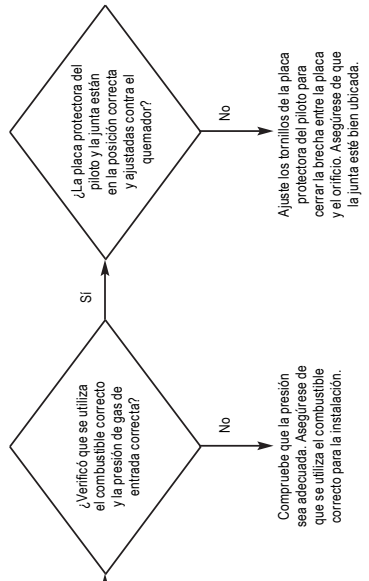 ¿Verificó que se utiliza
el combustible correcto
y la presión de gas de
entrada correcta?
No
Compruebe que la presión
sea adecuada. Asegúrese de
que se utiliza el combustible
correcto para la instalación.
Sí
¿La placa protectora del
piloto y la junta están
en la posición correcta
y ajustadas contra el
quemador?
No
Ajuste los tornillos de la placa
protectora del piloto para
cerrar la brecha entre la placa
y el orificio. Asegúrese de que
la junta esté bien ubicada.